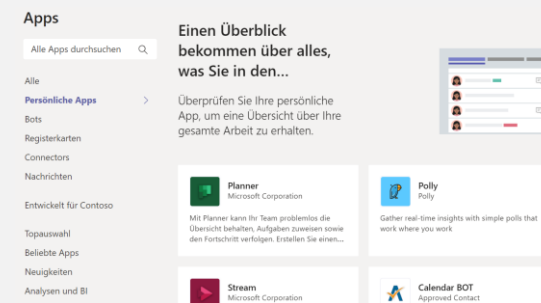 Apps
Alle Apps durchsuchen
Alle
Persönliche Apps
Bots
Registerkarten
Connectors
Nachrichten
Entwickelt für Contoso
Topauswahl
Beliebte Apps
Neuigkeiten
Analysen und BI
Einen Überblick
bekommen über alles,
was Sie in den...
Überprüfen Sie Ihre persönliche
App, um eine Übersicht über Ihre
gesamte Arbeit zu erhalten.
Planner
Microsoft Corporation
Mit Planner kann Ihr Team problemlos die
Übersicht behalten, Aufgaben zuweisen sowie
den Fortschritt verfolgen. Erstellen Sie einen...
Polly
Polly
Gather real-time insights with simple polls that
work where you work
Stream
Microsoft Corporation
Calendar BOT
Approved Contact